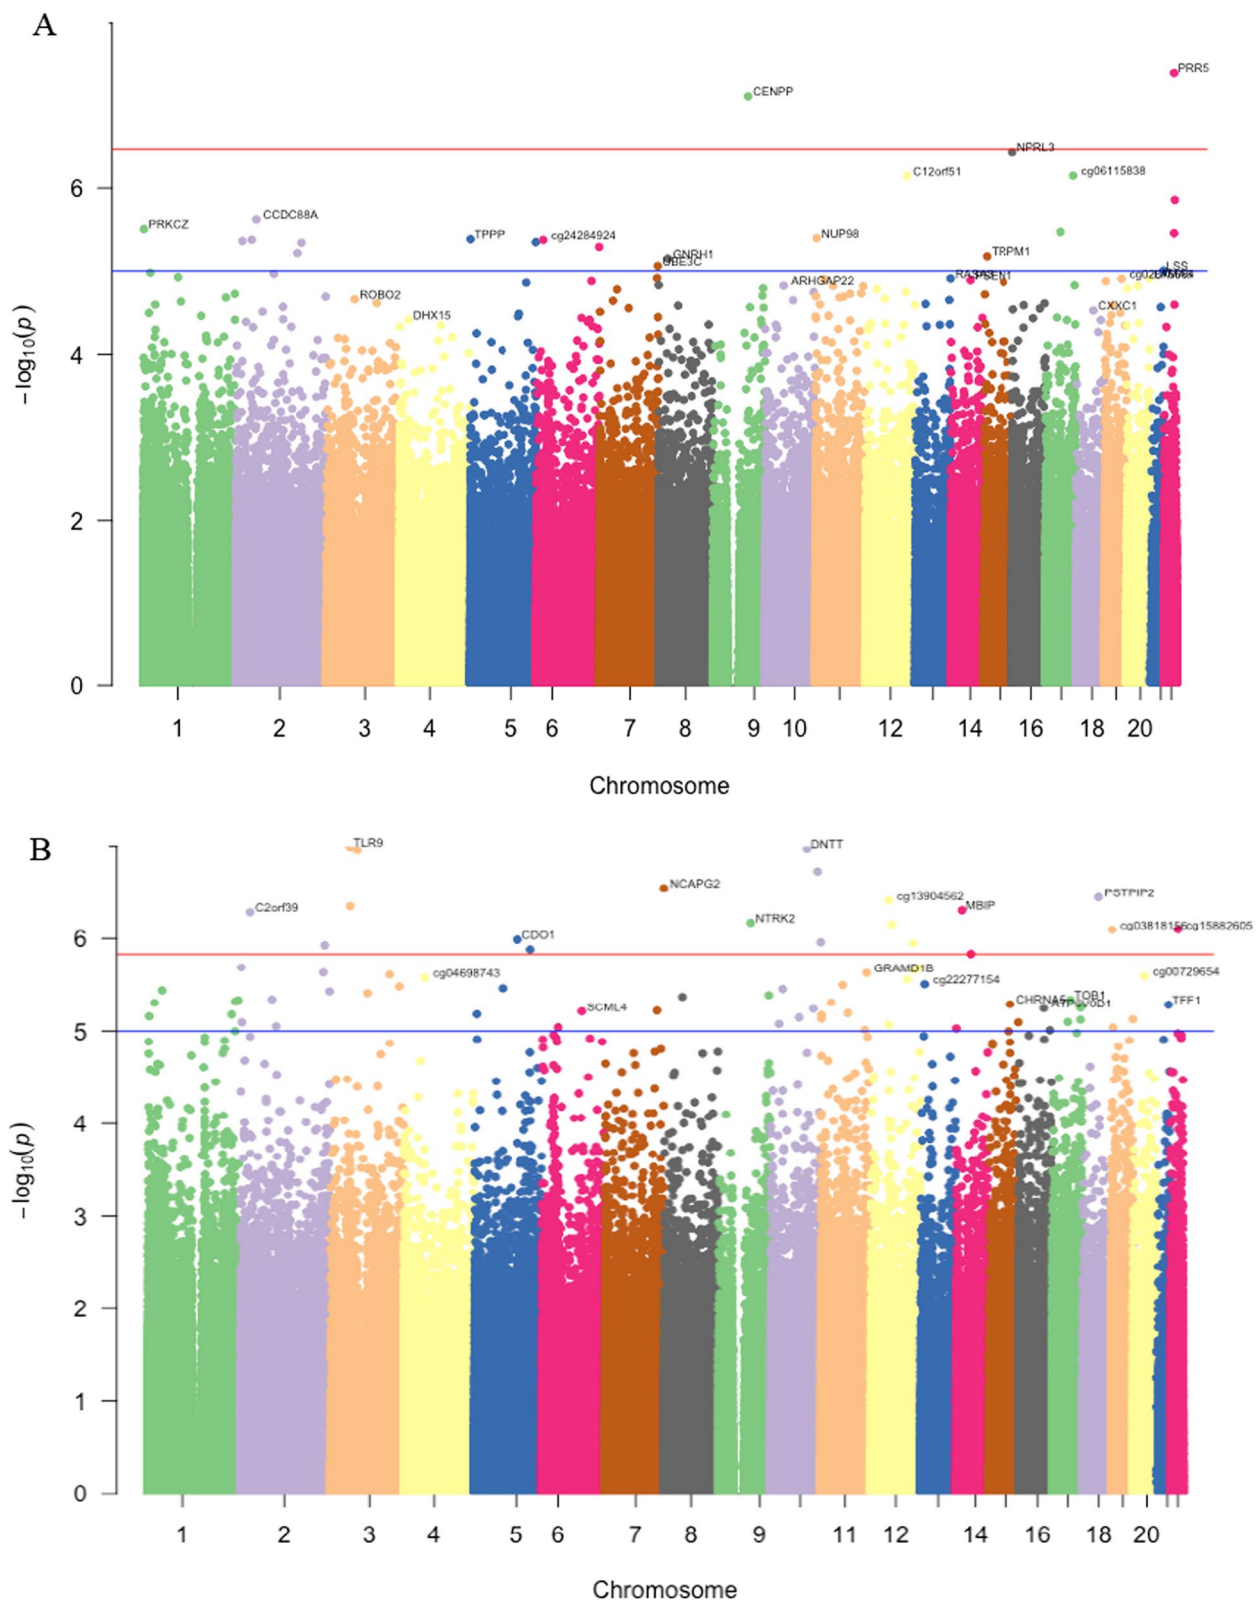 A
PRR5
CENPP
NPRL3
C12orf51
cg06115838
PRKCZ
CCDC88A
TPPP
cg24284924
NUP98
GNRH1
UBE3C
TRPM1
LSS
ARHGAP22
PSEN1
ROBO2
CXXC1
DHX15
6
4
2
0
−log10(p)
1 2 3 4 5 6 7 8 9 10 12 14 16 18 20
Chromosome
B
TLR9
DNTT
NCAPG2
C2orf39
NTRK2
cg13904562
MBIP
PSTPIP2
cg03818156
cg15882605
CDO1
cg04698743
GRAMD1B
cg22277154
cg00729654
SCML4
CHRNA5
TOB1
TFF1
6
5
4
3
2
1
0
−log10(p)
1 2 3 4 5 6 7 8 9 11 12 14 16 18 20
Chromosome